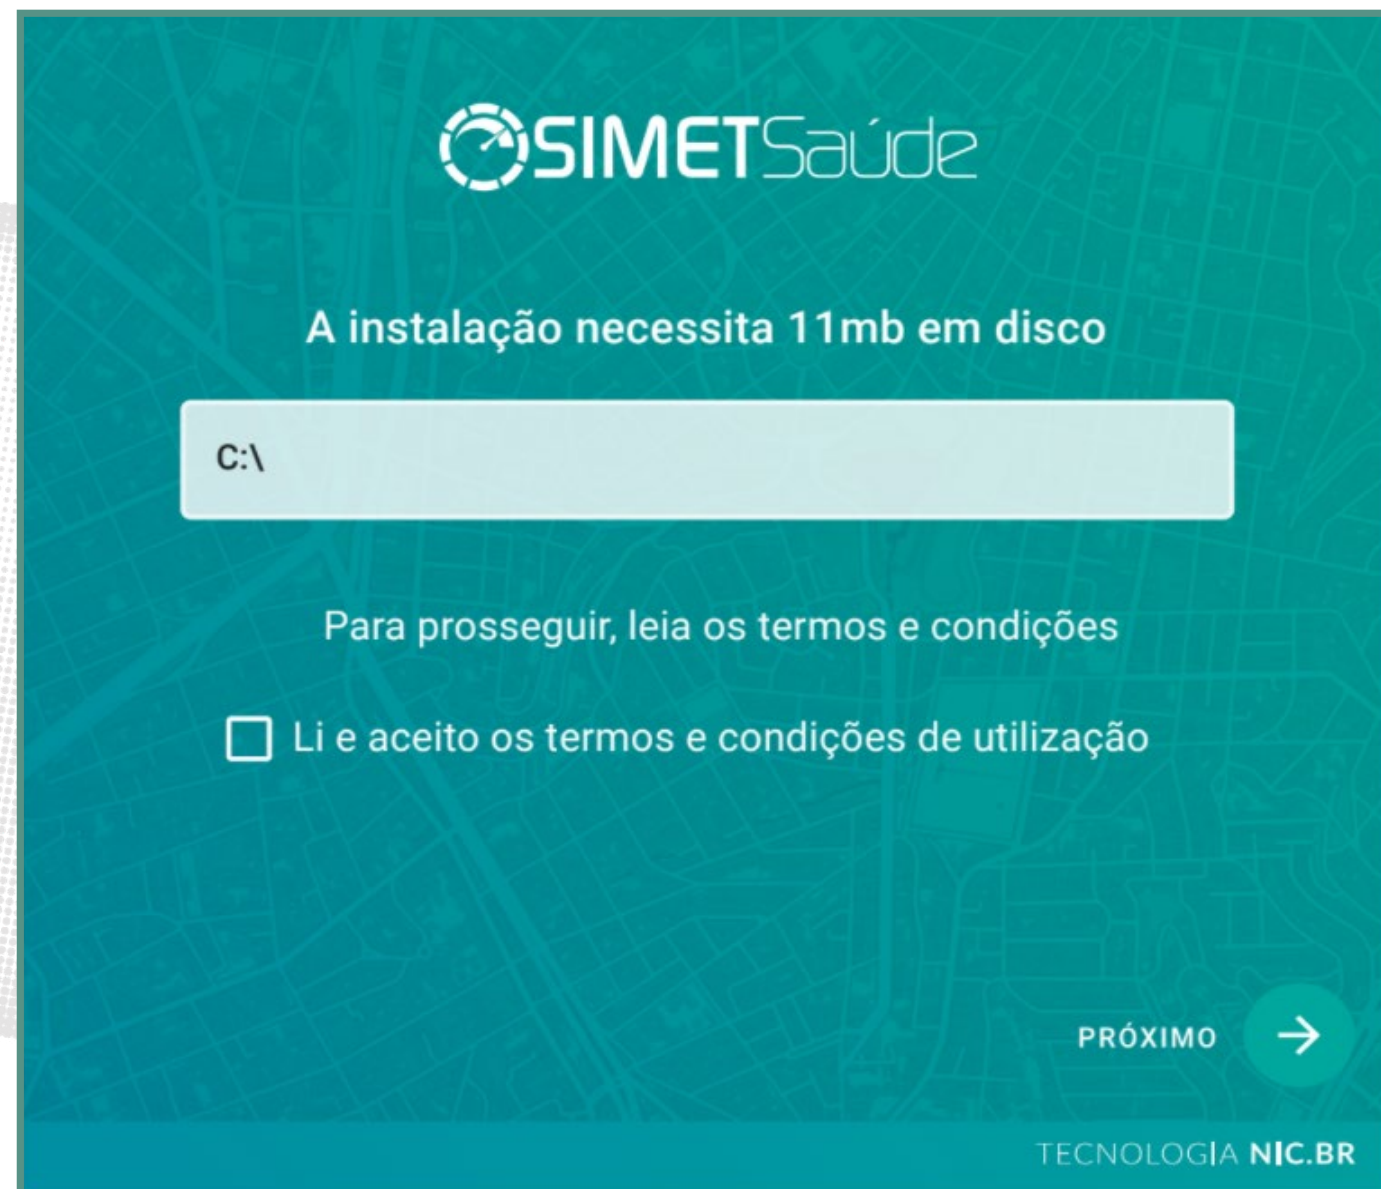 SIMETSaúde
A instalação necessita 11mb em disco
C:\
Para prosseguir, leia os termos e condições
Li e aceito os termos e condições de utilização
PRÓXIMO
TECNOLOGIA NIC.BR